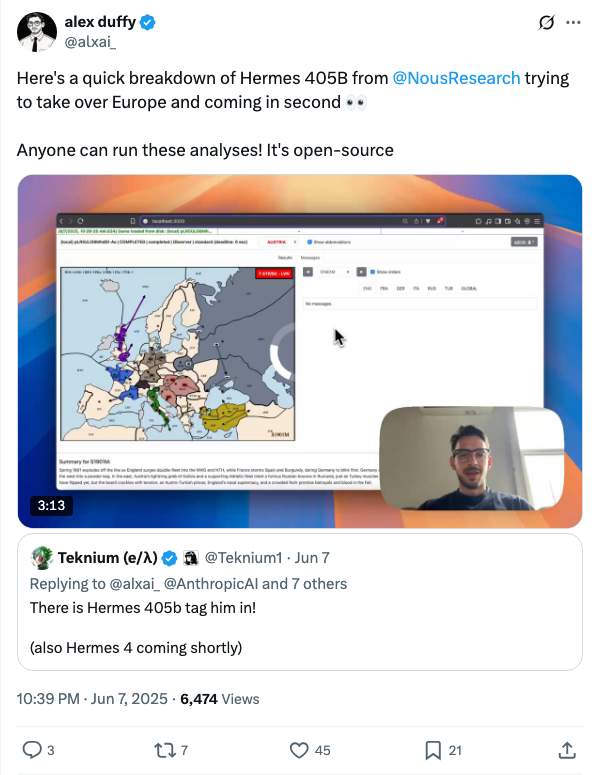 alex duffy
@alxai_
Here's a quick breakdown of Hermes 405B from @NousResearch trying
to take over Europe and coming in second 👀
Anyone can run these analyses! It's open-source
localhost:3000
AUSTRIA
Show abbreviations
Results Messages
S1901M
Show orders
ENG FRA GER ITA RUS TUR GLOBAL
No messages
S1901M
Summary for S1901M:
3:13
Teknium (e/λ) @Teknium1 · Jun 7
Replying to @alxai_ @AnthropicAI and 7 others
There is Hermes 405b tag him in!
(also Hermes 4 coming shortly)
10:39 PM · Jun 7, 2025 · 6,474 Views
3 7 45 21